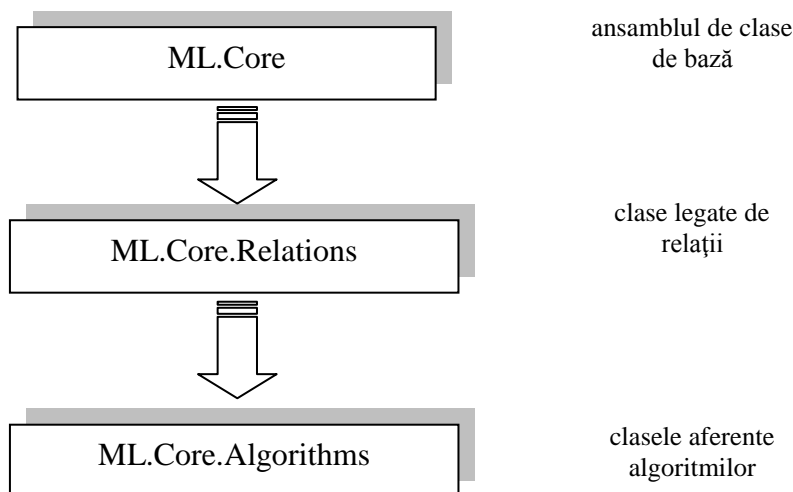 ML.Core
ansamblul de clase
de bază
ML.Core.Relations
clase legate de
relaţii
ML.Core.Algorithms
clasele aferente
algoritmilor